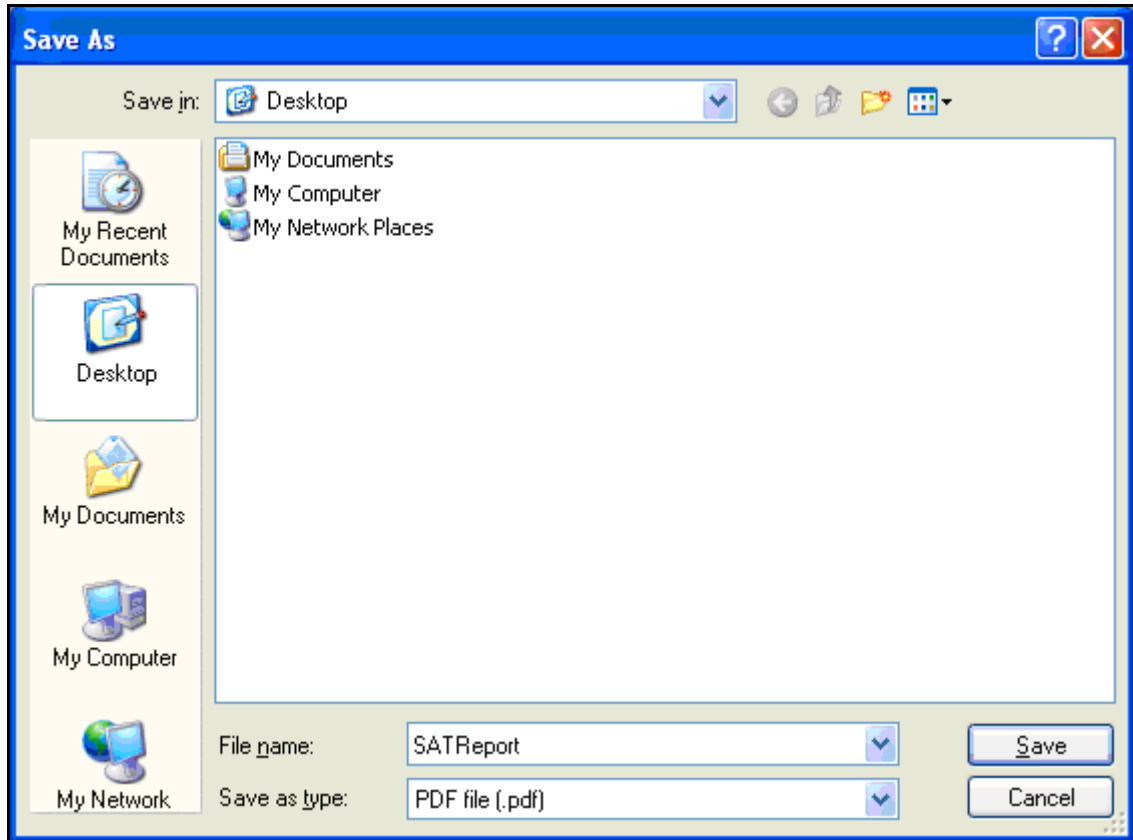 Save As
Save in: Desktop
My Documents
My Computer
My Network Places
My Recent
Documents
Desktop
My Documents
My Computer
My Network
File name: SATReport Save
Save as type: PDF file (.pdf) Cancel